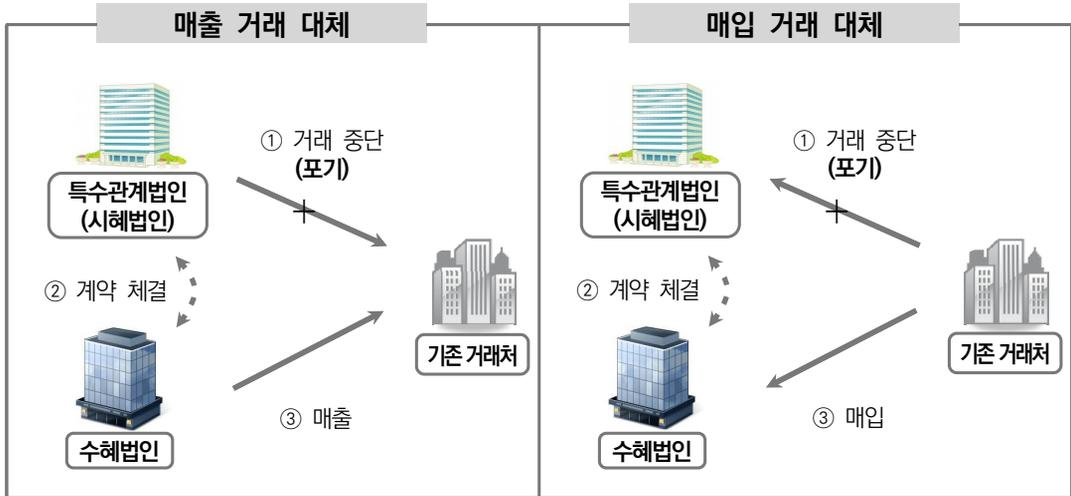 매출 거래 대체
① 거래 중단
(포기)
특수관계법인
(시혜법인)
② 계약 체결
기존 거래처
③ 매출
수혜법인
매입 거래 대체
① 거래 중단
(포기)
특수관계법인
(시혜법인)
② 계약 체결
기존 거래처
③ 매입
수혜법인